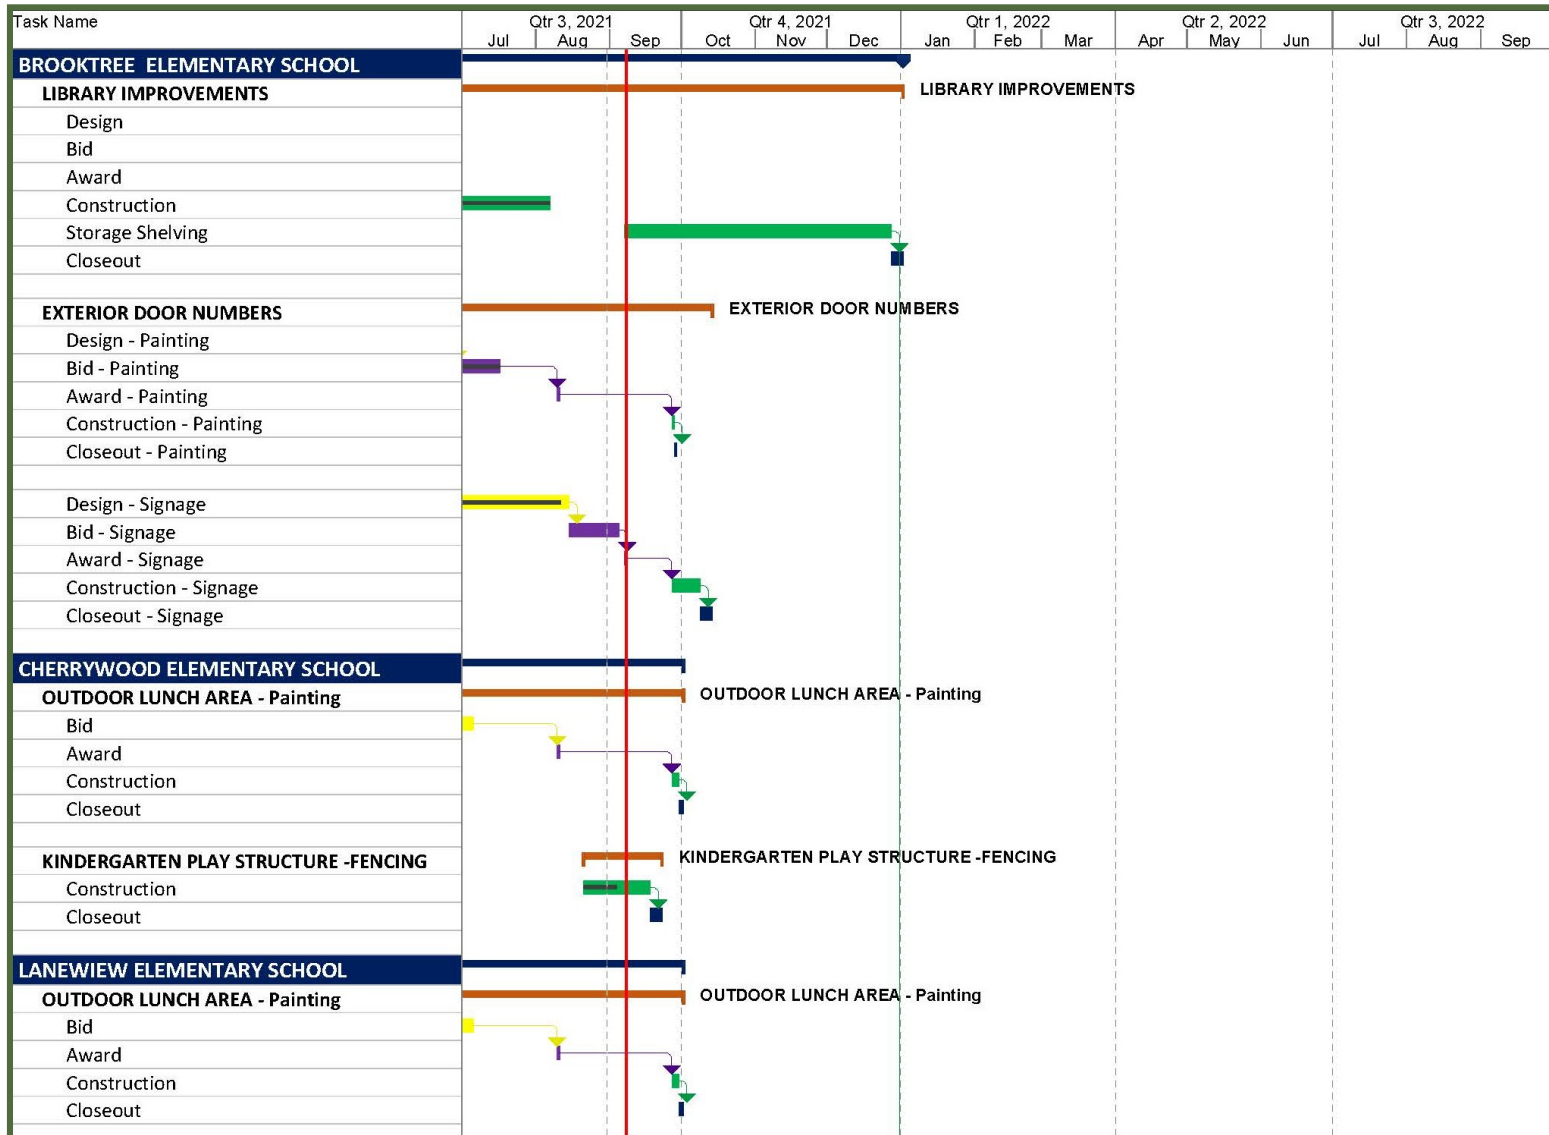 Task Name
Qtr 3, 2021 Qtr 4, 2021 Qtr 1, 2022 Qtr 2, 2022 Qtr 3, 2022
Jul Aug Sep Oct Nov Dec Jan Feb Mar Apr May Jun Jul Aug Sep
BROOKTREE ELEMENTARY SCHOOL
LIBRARY IMPROVEMENTS LIBRARY IMPROVEMENTS
Design
Bid
Award
Construction
Storage Shelving
Closeout
EXTERIOR DOOR NUMBERS EXTERIOR DOOR NUMBERS
Design - Painting
Bid - Painting
Award - Painting
Construction - Painting
Closeout - Painting
Design - Signage
Bid - Signage
Award - Signage
Construction - Signage
Closeout - Signage
CHERRYWOOD ELEMENTARY SCHOOL
OUTDOOR LUNCH AREA - Painting OUTDOOR LUNCH AREA - Painting
Bid
Award
Construction
Closeout
KINDERGARTEN PLAY STRUCTURE -FENCING KINDERGARTEN PLAY STRUCTURE -FENCING
Construction
Closeout
LANEWIEW ELEMENTARY SCHOOL
OUTDOOR LUNCH AREA - Painting OUTDOOR LUNCH AREA - Painting
Bid
Award
Construction
Closeout